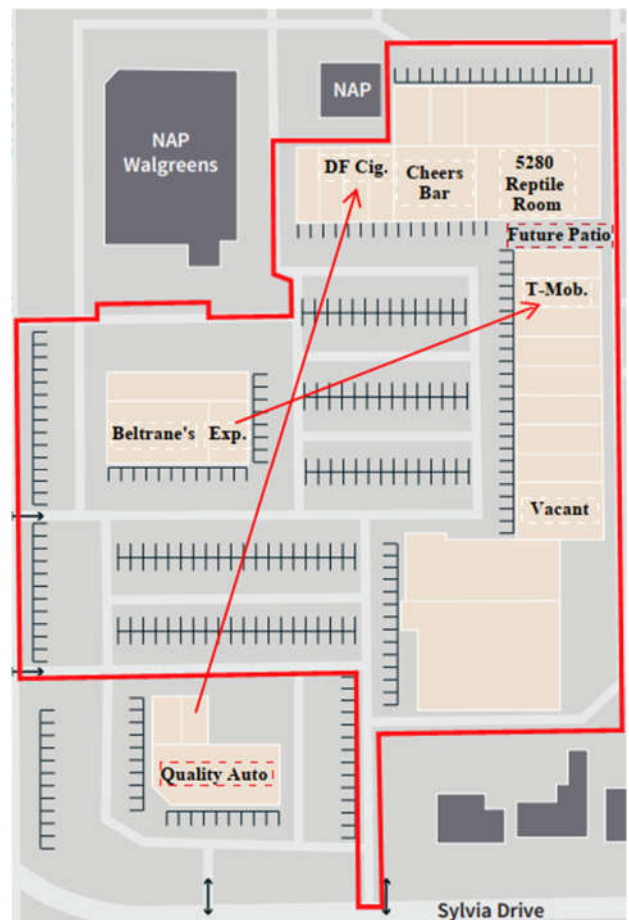 NAP
NAP
Walgreens
DF Cig.
Cheers
Bar
5280
Reptile
Room
Future Patio
T-Mob.
Beltrane's
Exp.
Vacant
Quality Auto
Sylvia Drive